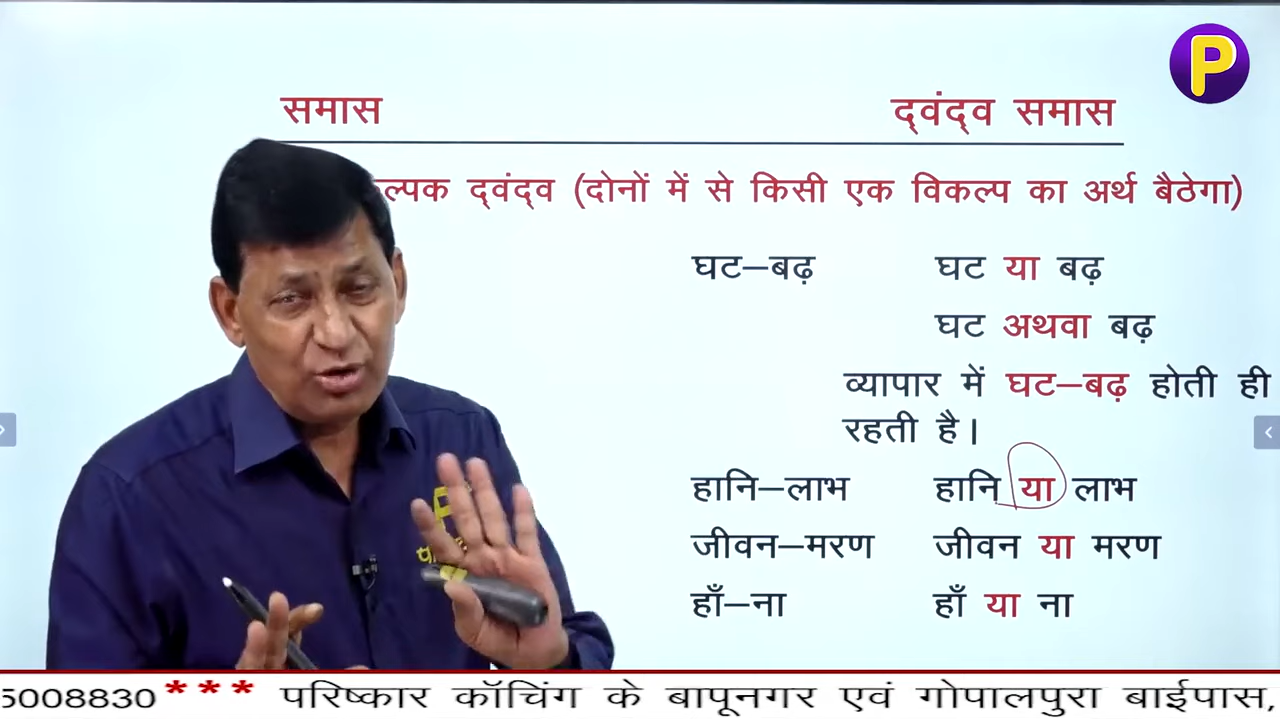 P
समास द्वंद्व समास
द्वंद्व (दोनों में से किसी एक विकल्प का अर्थ बैठेगा)
घट–बढ़ घट या बढ़
घट अथवा बढ़
व्यापार में घट–बढ़ होती ही
रहती है।
हानि–लाभ हानि या लाभ
जीवन–मरण जीवन या मरण
हाँ–ना हाँ या ना
5008830*** परिष्कार कॉचिंग के बापूनगर एवं गोपालपुरा बाईपास,